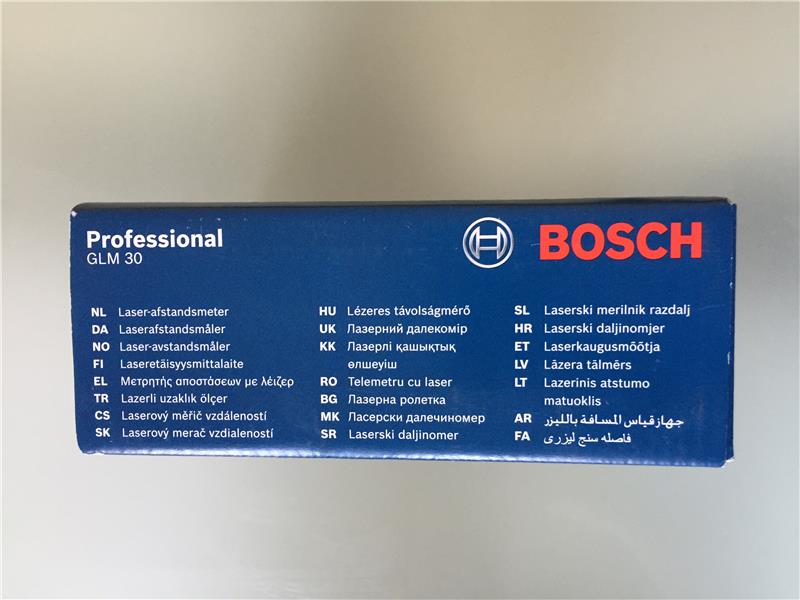 Professional
GLM 30
BOSCH
NL Laser-afstandsmeter
DA Laserafstandsmåler
NO Laser-avstandsmåler
FI Laseretäisyysmittalaite
EL Μετρητής αποστάσεων με λέιζερ
TR Lazerli uzaklık ölçer
CS Laserový měřič vzdáleností
SK Laserový merač vzdialeností
HU Lézeres távolságmérő
UK Лазерний далекомір
KK Лазерлі қашықтық
өлшеуіш
RO Telemetru cu laser
BG Лазерна ролетка
MK Ласерски далечиномер
SR Laserski daljinomer
SL Laserski merilnik razdalj
HR Laserski daljinomjer
ET Laserkaugusmõõtja
LV Lāzera tālmērs
LT Lazerinis atstumo
matuoklis
AR جهاز قياس المسافة بالليزر
FA فاصله سنج لیزری